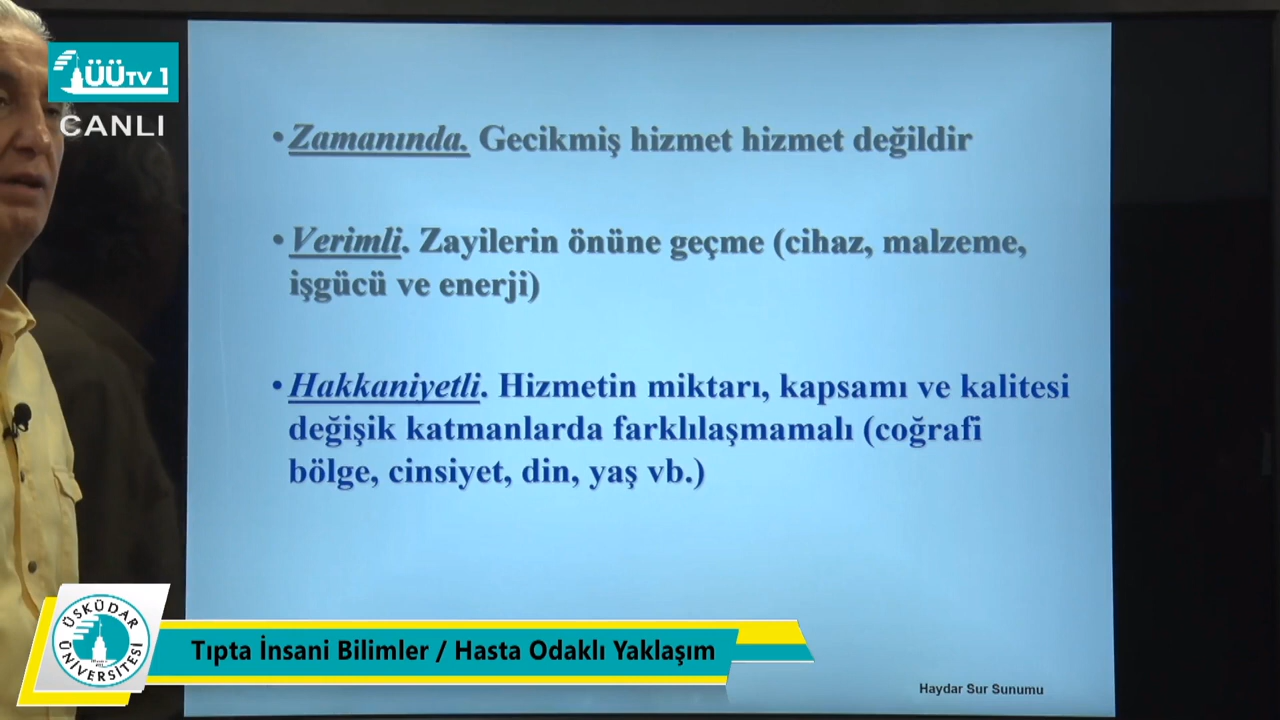 ÜÜTV 1
CANLI
• Zamanında. Gecikmiş hizmet hizmet değildir
• Verimli. Zayilerin önüne geçme (cihaz, malzeme,
işgücü ve enerji)
• Hakkaniyetli. Hizmetin miktarı, kapsamı ve kalitesi
değişik katmanlarda farklılaşmamalı (coğrafi
bölge, cinsiyet, din, yaş vb.)
ÜSKÜDAR
ÜNİVERSİTESİ
Tıpta İnsani Bilimler / Hasta Odaklı Yaklaşım
Haydar Sur Sunumu